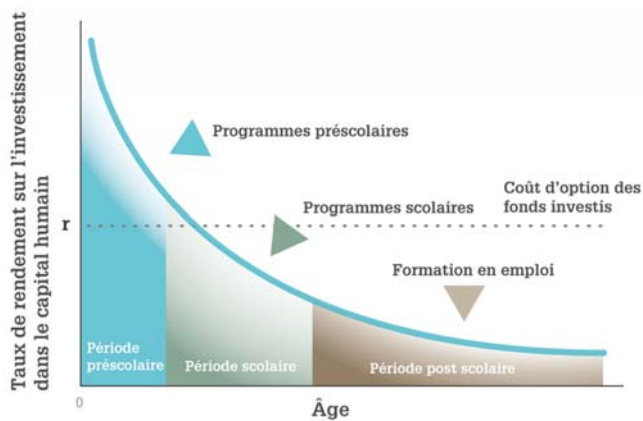 Taux de rendement sur l'investissement
dans le capital humain
Programmes préscolaires
Programmes scolaires
Coût d'option des
fonds investis
r
Formation en emploi
Période
préscolaire
Période scolaire
Période post scolaire
0
Âge